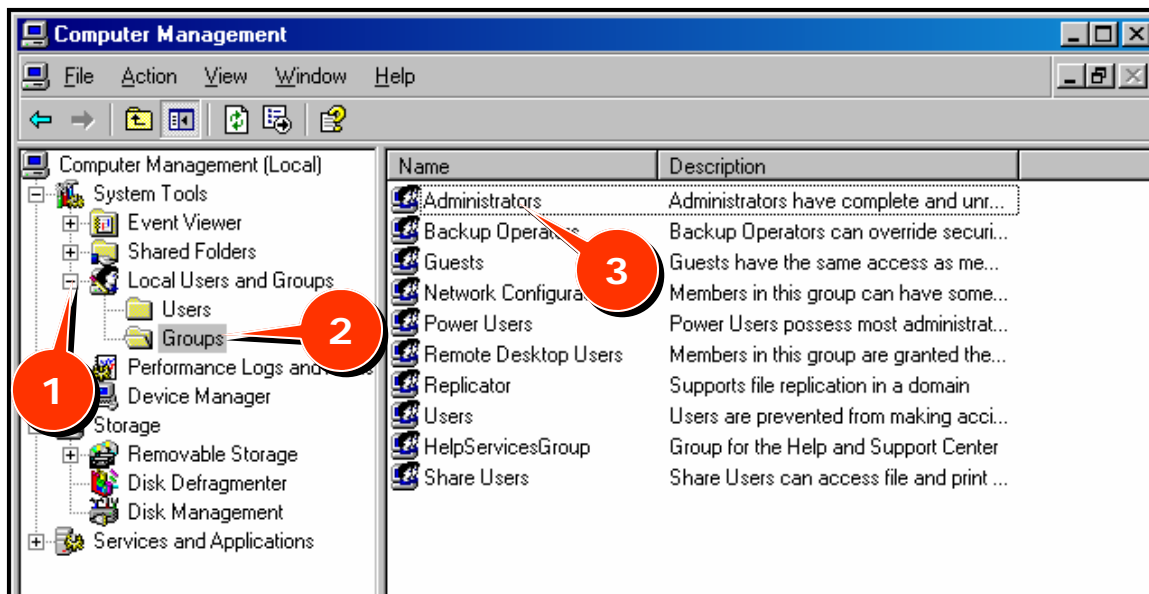 Computer Management
File Action View Window Help
Computer Management (Local)
System Tools
Event Viewer
Shared Folders
Local Users and Groups
Users
Groups
Performance Logs and
Device Manager
Storage
Removable Storage
Disk Defragmenter
Disk Management
Services and Applications
1
2
Name Description
Administrators Administrators have complete and unr...
Backup Operators Backup Operators can override securi...
Guests Guests have the same access as me...
Network Members in this group can have some...
Power Users Power Users possess most administrat...
Remote Desktop Users Members in this group are granted the...
Replicator Supports file replication in a domain
Users Users are prevented from making acci...
HelpServicesGroup Group for the Help and Support Center
Share Users Share Users can access file and print ...
3